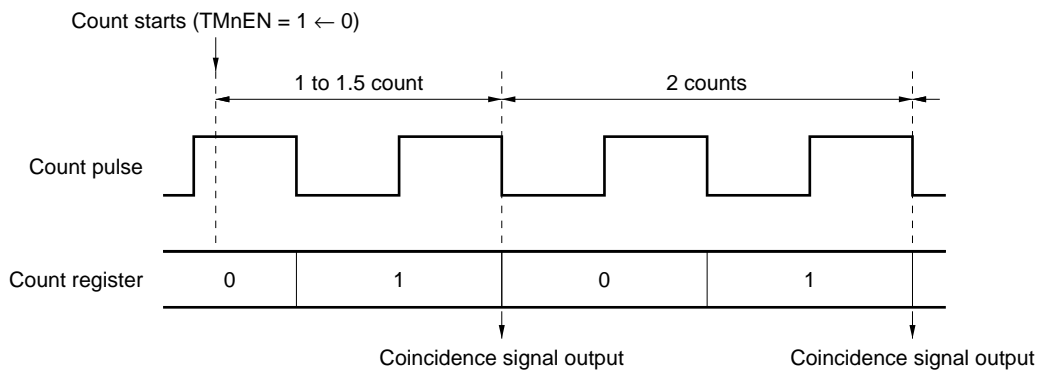 Count starts (TMnEN = 1 ← 0)
1 to 1.5 count
2 counts
Count pulse
Count register
0
1
0
1
Coincidence signal output
Coincidence signal output